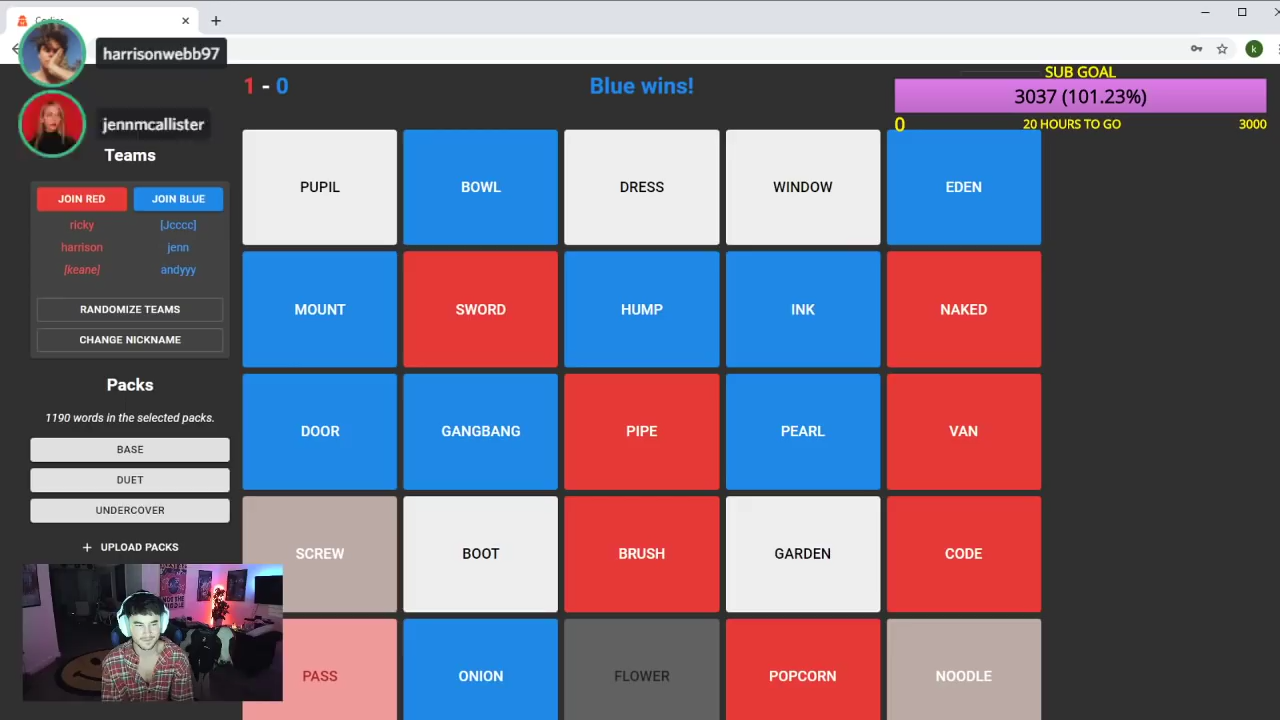 harrisonwebb97
jennmcallister
1 - 0
Blue wins!
SUB GOAL
3037 (101.23%)
0
20 HOURS TO GO
3000
Teams
JOIN RED
JOIN BLUE
ricky
[Jcccc]
harrison
jenn
[keane]
andyyy
RANDOMIZE TEAMS
CHANGE NICKNAME
Packs
1190 words in the selected packs.
BASE
DUET
UNDERCOVER
+ UPLOAD PACKS
PUPIL
BOWL
DRESS
WINDOW
EDEN
MOUNT
SWORD
HUMP
INK
NAKED
DOOR
GANGBANG
PIPE
PEARL
VAN
SCREW
BOOT
BRUSH
GARDEN
CODE
PASS
ONION
FLOWER
POPCORN
NOODLE
k